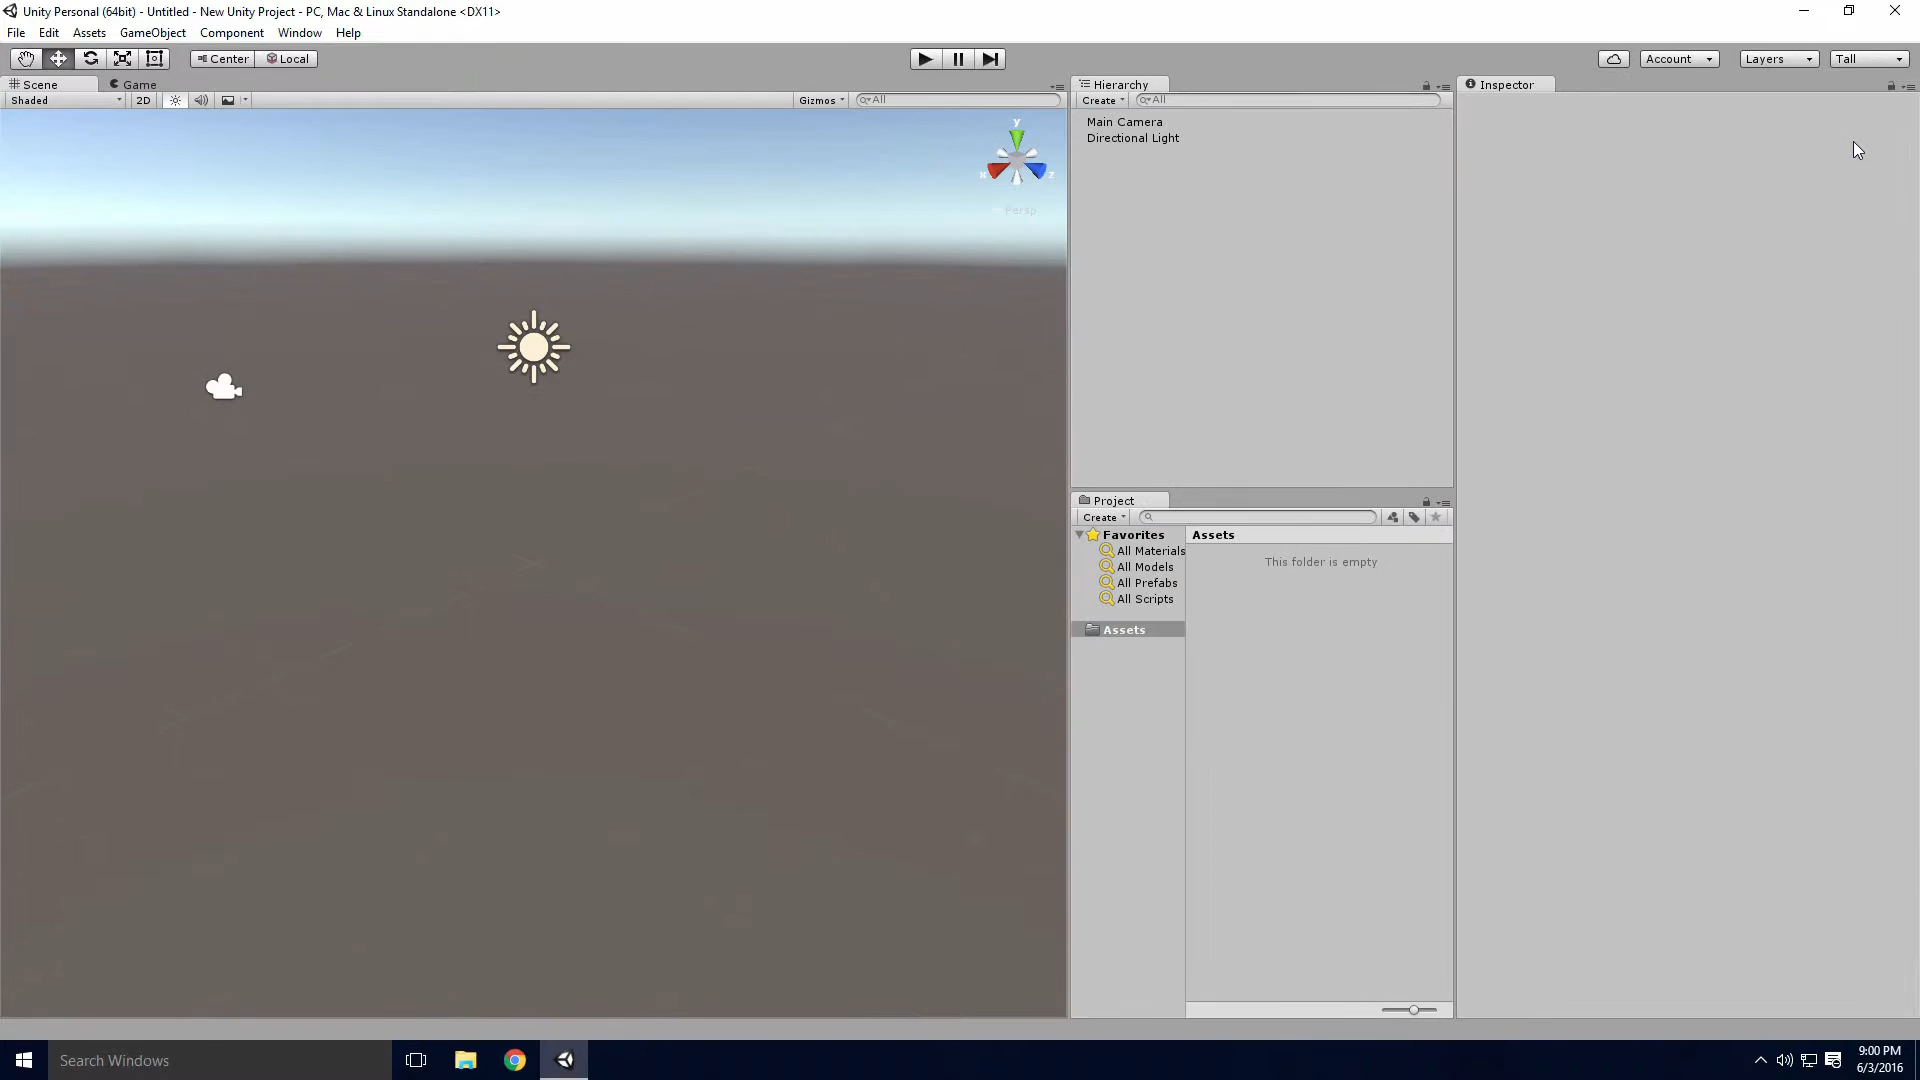 Unity Personal (64bit) - Untitled - New Unity Project - PC, Mac & Linux Standalone <DX11>
File Edit Assets GameObject Component Window Help
Center Local Account Layers Tall
Scene Game
Shaded 2D Gizmos All
y
x z
Persp
Hierarchy
Create All
Main Camera
Directional Light
Project
Create
Favorites
All Materials
All Models
All Prefabs
All Scripts
Assets
Assets
This folder is empty
Inspector
Search Windows
9:00 PM
6/3/2016